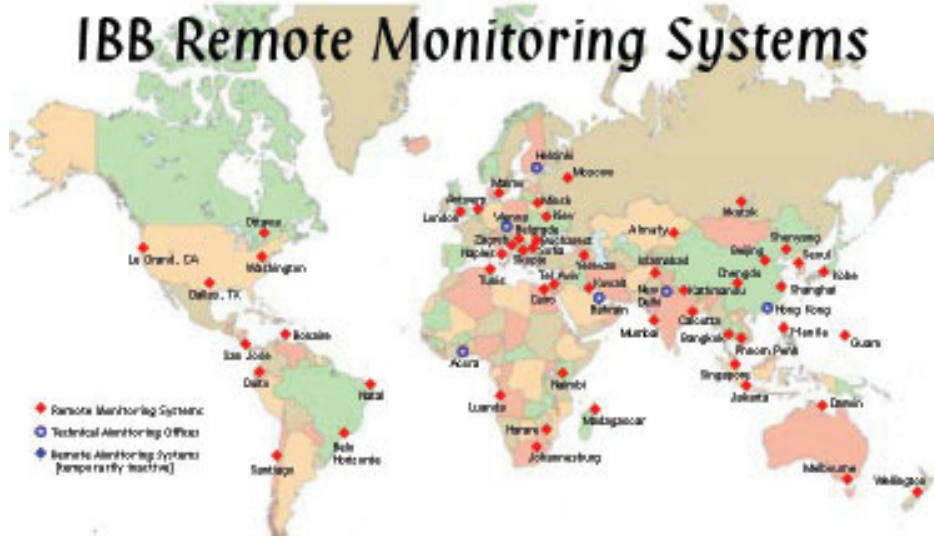 IBB Remote Monitoring Systems
Helsinki
Moscow
Malmo
Antwerp
Minsk
London
Kiev
Vienna
Irkutsk
Ottawa
Belgrade
Almaty
Zagreb
Bucharest
Shenyang
Sofia
Beijing
Seoul
Naples
Skopje
Yerevan
Islamabad
Le Grand, CA
Washington
Chengdu
Kobe
Tunis
Tel Aviv
Kuwait
New
Delhi
Kathmandu
Shanghai
Dallas, TX
Cairo
Bahrain
Hong Kong
Calcutta
Mumbai
Bonaire
Bangkok
Manila
Guam
San Jose
Phnom Penh
Accra
Singapore
Quito
Nairobi
Natal
Jakarta
Luanda
Darwin
Remote Monitoring Systems
Madagascar
Technical Monitoring Offices
Harare
Belo
Horizonte
Remote Monitoring Systems
(temporarily inactive)
Johannesburg
Santiago
Melbourne
Wellington